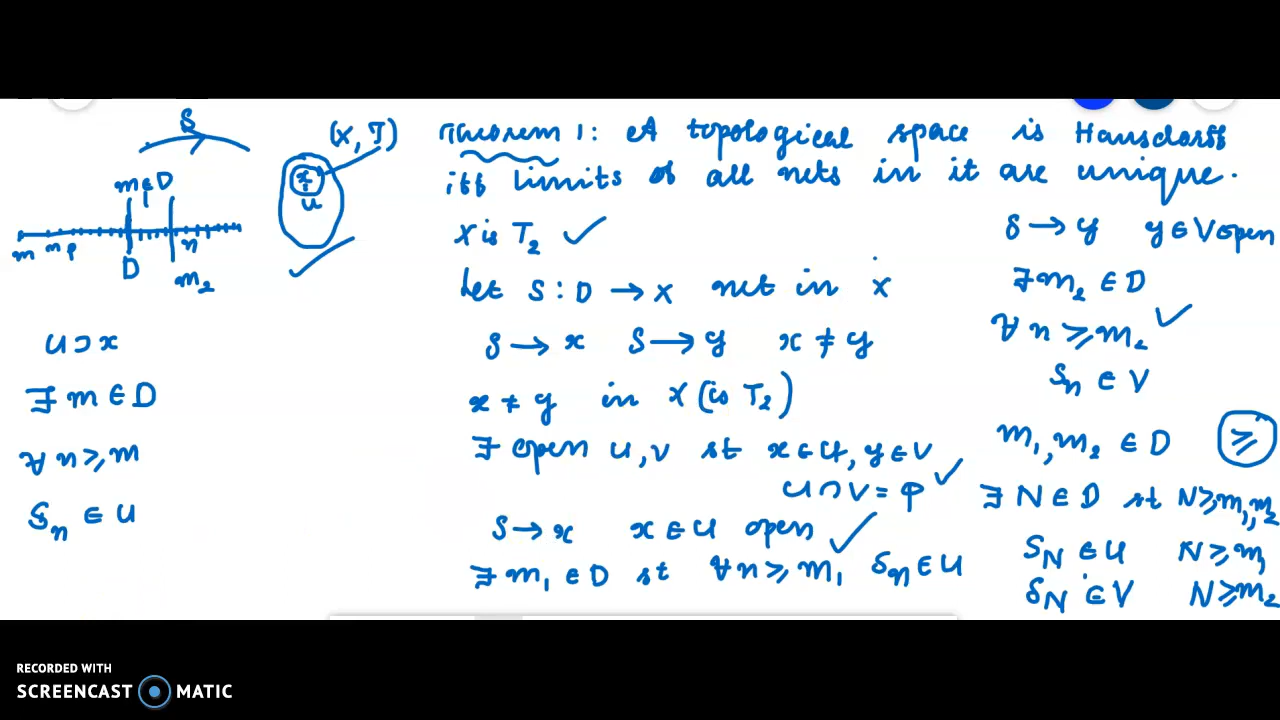 S
m ∈ D
m n p
D
n
m₂
(X, T)
x
u
U ∋ x
∃ m ∈ D
∀ n ≥ m
Sn ∈ U
Theorem 1: A topological space is Hausdorff
iff limits of all nets in it are unique.
X is T₂ ✓
Let S : D → X net in X
S → x S → y x ≠ y
x ≠ y in X (is T₂)
∃ open U, V st x ∈ U, y ∈ V
U ∩ V = φ ✓
S → x x ∈ U open ✓
∃ m₁ ∈ D st ∀ n ≥ m₁ Sn ∈ U
S → y y ∈ V open
∃ m₂ ∈ D
∀ n ≥ m₂ ✓
Sn ∈ V
m₁, m₂ ∈ D ≥
∃ N ∈ D st N ≥ m₁, m₂
SN ∈ U N ≥ m₁
SN ∈ V N ≥ m₂
RECORDED WITH
SCREENCAST MATIC